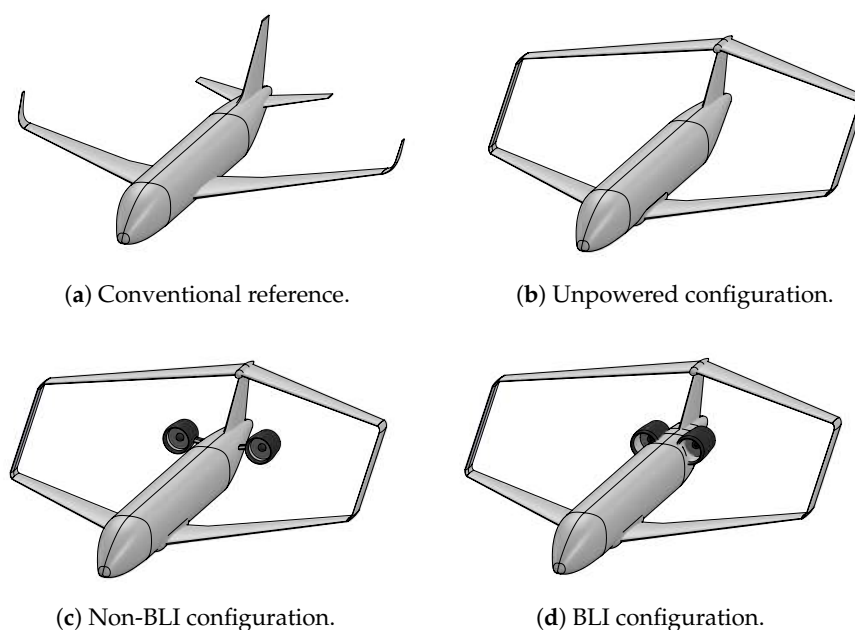 (a) Conventional reference.
(b) Unpowered configuration.
(c) Non-BLI configuration.
(d) BLI configuration.